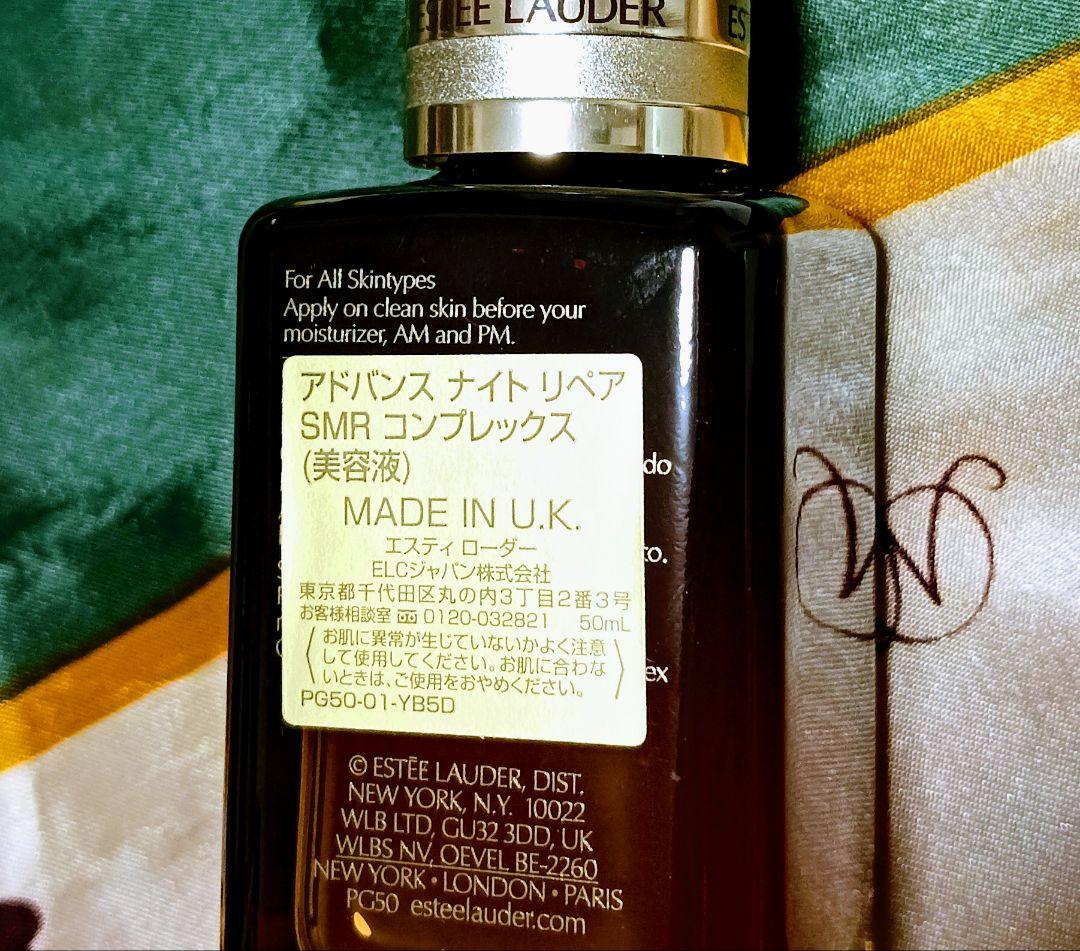 ESTĒE LAUDER
ES
For All Skintypes
Apply on clean skin before your
moisturizer, AM and PM.
アドバンス ナイト リペア
SMR コンプレックス
(美容液)
MADE IN U.K.
エスティ ローダー
ELCジャパン株式会社
東京都千代田区丸の内3丁目2番3号
お客様相談室 0120-032821 50mL
お肌に異常が生じていないかよく注意
して使用してください。お肌に合わな
いときは、ご使用をおやめください。
PG50-01-YB5D
© ESTĒE LAUDER, DIST.
NEW YORK, N.Y. 10022
WLB LTD, GU32 3DD, UK
WLBS NV, OEVEL BE-2260
NEW YORK · LONDON · PARIS
PG50 esteelauder.com